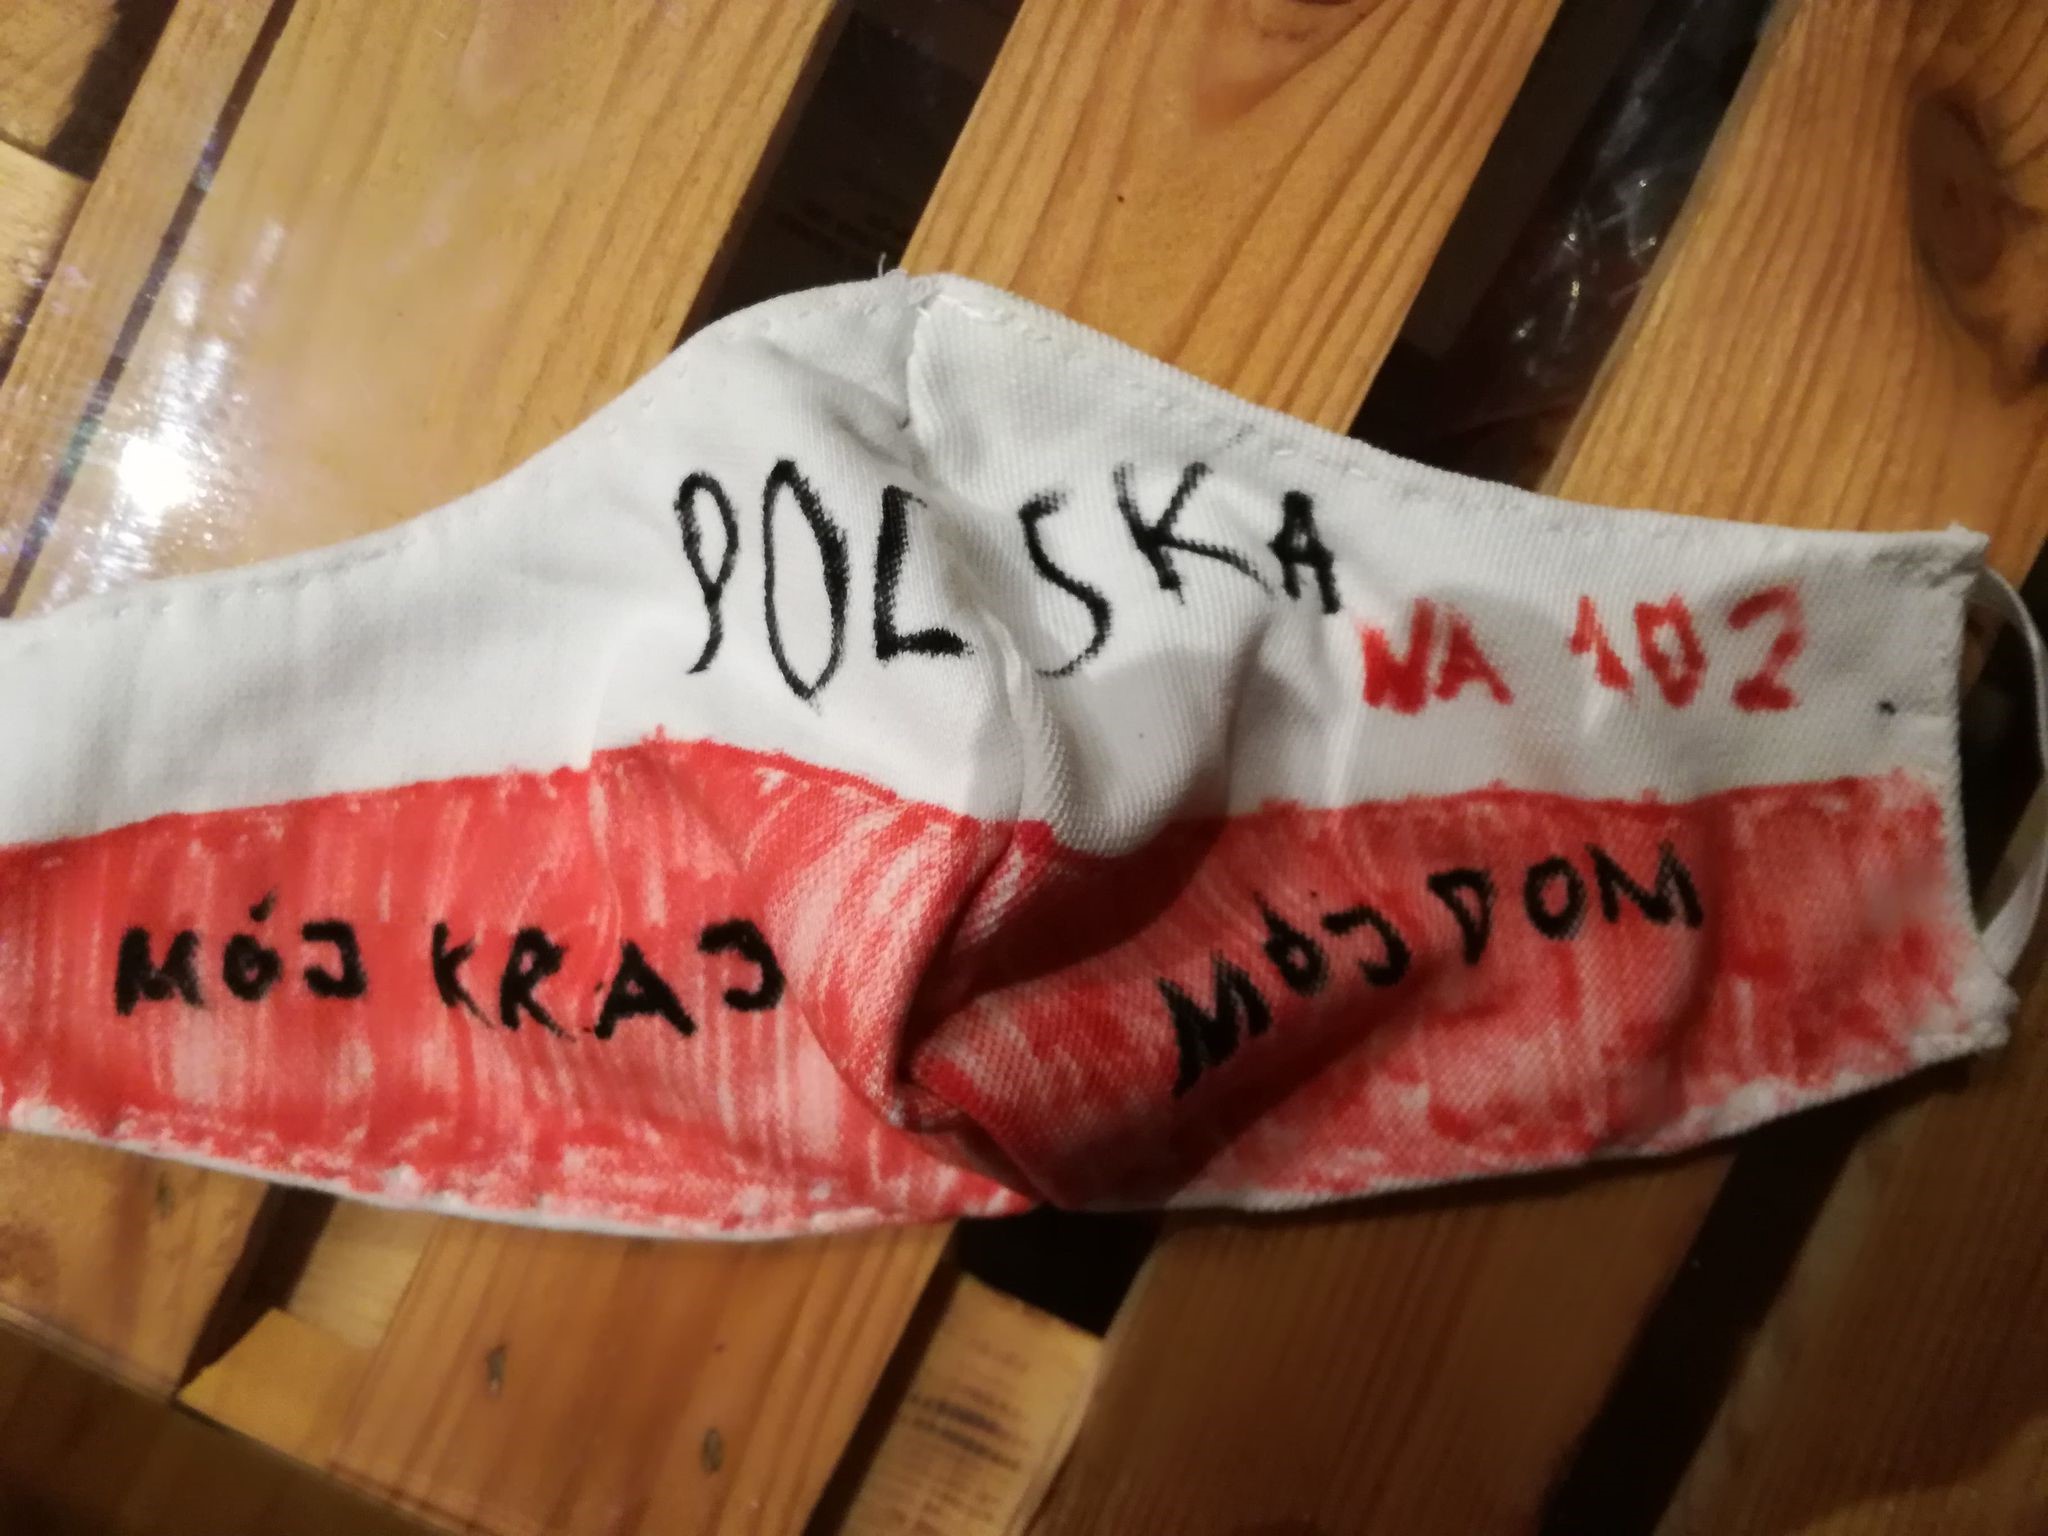 POLSKA
NA 102
MÓJ KRAJ
MÓJ DOM